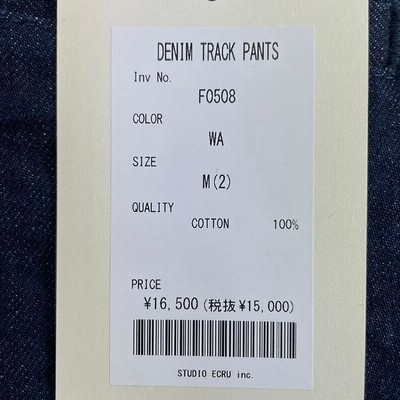 DENIM TRACK PANTS
Inv No.
F0508
COLOR
WA
SIZE
M(2)
QUALITY
COTTON 100%
PRICE
¥16,500(税抜¥15,000)
STUDIO ECRU inc.